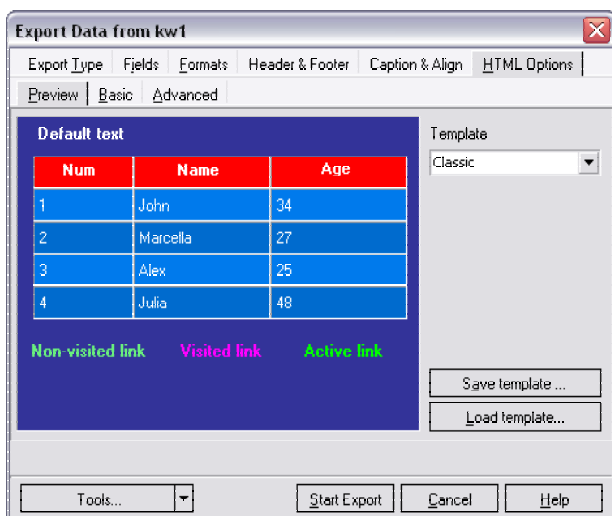 Export Data from kw1
Export Type Fields Formats Header & Footer Caption & Align HTML Options
Preview Basic Advanced
Default text
Template
Classic
Num Name Age
1 John 34
2 Marcella 27
3 Alex 25
4 Julia 48
Non-visited link Visited link Active link
Save template ...
Load template...
Tools... Start Export Cancel Help